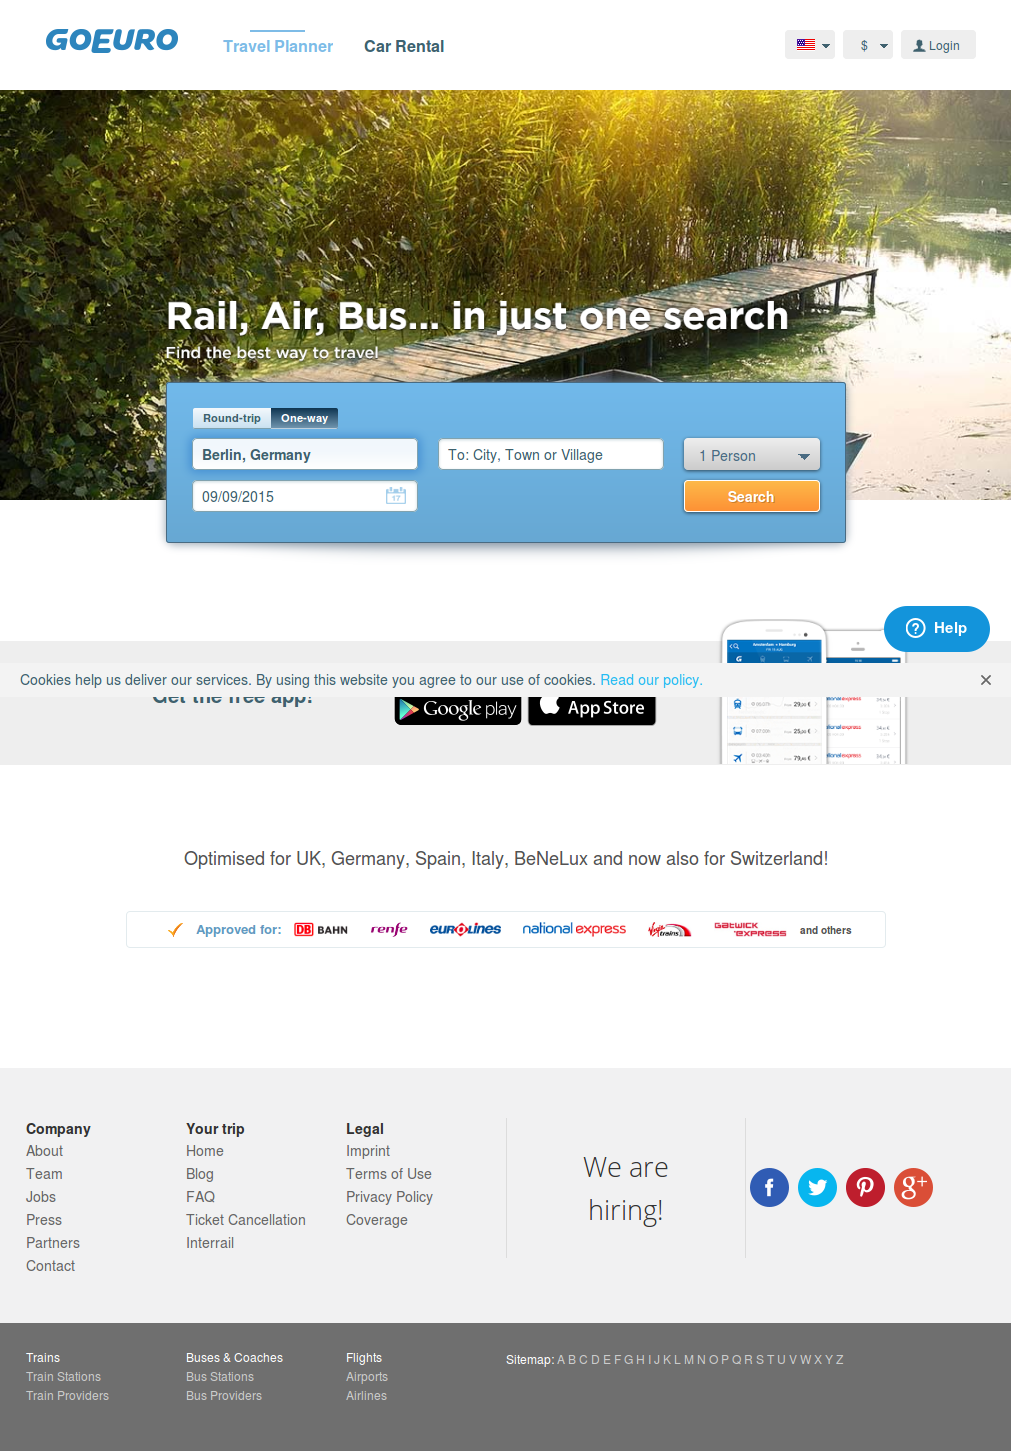 GOEURO
Travel Planner
Car Rental
$
Login
Rail, Air, Bus... in just one search
Find the best way to travel
Round-trip
One-way
Berlin, Germany
To: City, Town or Village
1 Person
09/09/2015
17
Search
Help
Cookies help us deliver our services. By using this website you agree to our use of cookies. Read our policy.
Get the free app!
Google play
App Store
Optimised for UK, Germany, Spain, Italy, BeNeLux and now also for Switzerland!
Approved for:
DB BAHN
renfe
eurolines
national express
Virgin trains
GATWICK EXPRESS
and others
Company
About
Team
Jobs
Press
Partners
Contact
Your trip
Home
Blog
FAQ
Ticket Cancellation
Interrail
Legal
Imprint
Terms of Use
Privacy Policy
Coverage
We are
hiring!
Trains
Train Stations
Train Providers
Buses & Coaches
Bus Stations
Bus Providers
Flights
Airports
Airlines
Sitemap: A B C D E F G H I J K L M N O P Q R S T U V W X Y Z